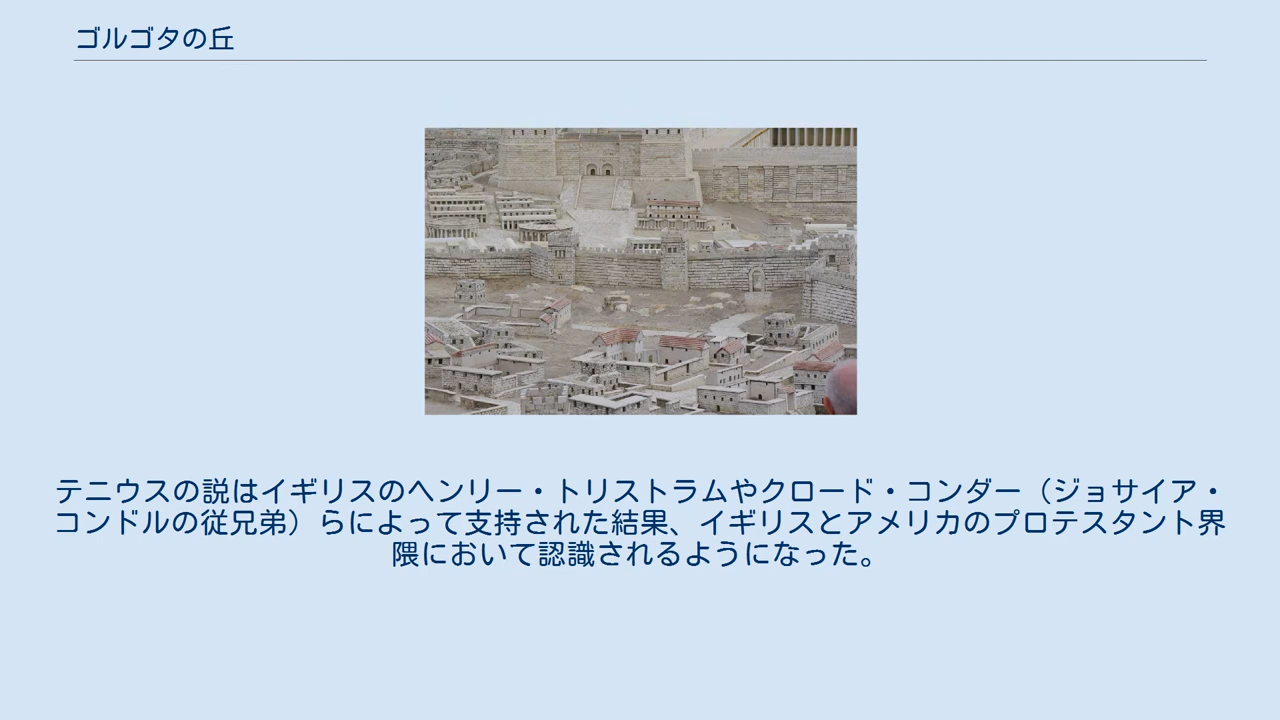 ゴルゴタの丘
テニウスの説はイギリスのヘンリー・トリストラムやクロード・コンダー（ジョサイア・
コンドルの従兄弟）らによって支持された結果、イギリスとアメリカのプロテスタント界
隈において認識されるようになった。